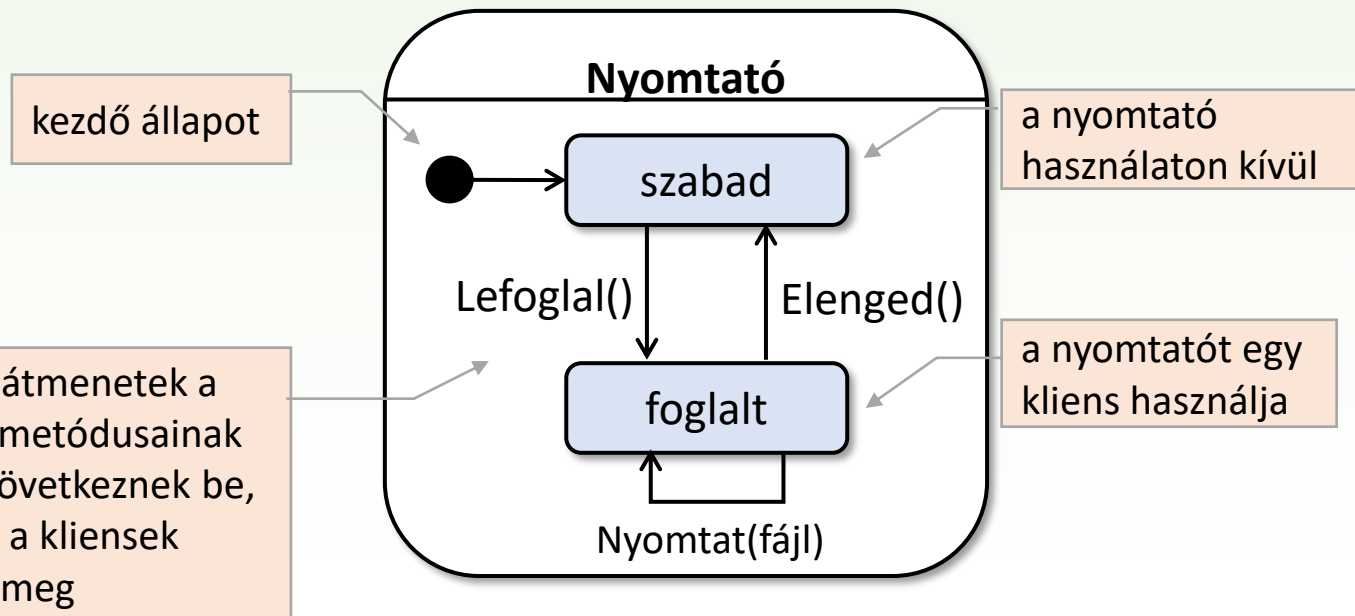 Nyomtató
kezdő állapot
szabad
a nyomtató
használaton kívül
Lefoglal()
Elenged()
átmenetek a
metódusainak
következnek be,
a kliensek
meg
foglalt
a nyomtatót egy
kliens használja
Nyomtat(fájl)